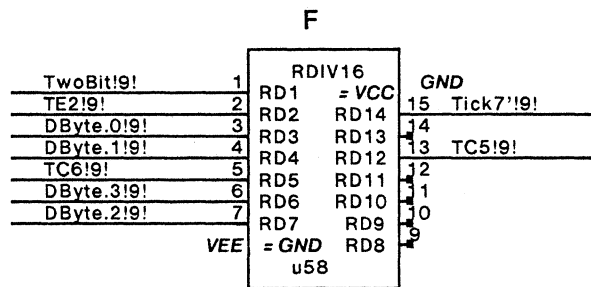 F
RDIV16
TwoBit!9! 1 RD1 = VCC GND
TE2!9! 2 RD2 RD14 15 Tick7'!9!
DByte.0!9! 3 RD3 RD13 14
DByte.1!9! 4 RD4 RD12 13 TC5!9!
TC6!9! 5 RD5 RD11 12
DByte.3!9! 6 RD6 RD10 11
DByte.2!9! 7 RD7 RD9 10
VEE = GND RD8 9
u58